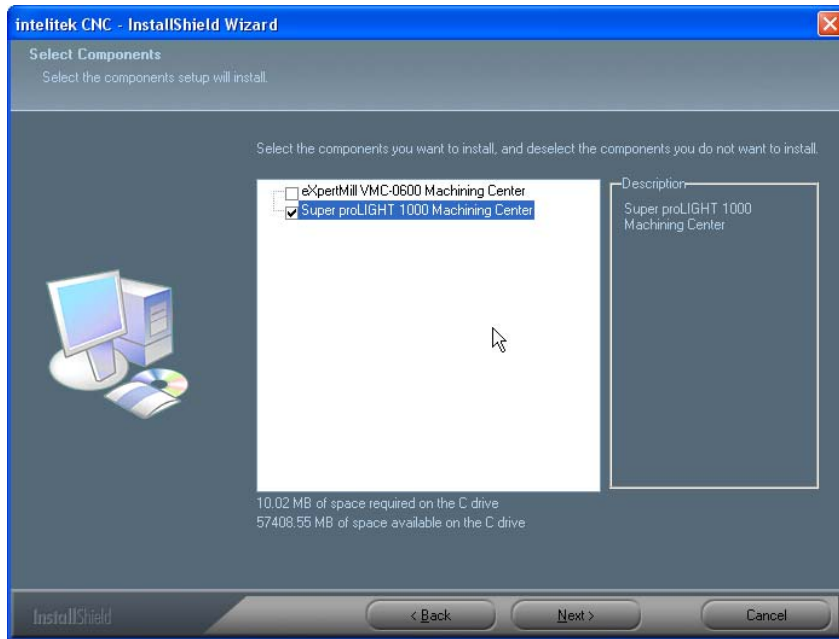 intelitek CNC - InstallShield Wizard
Select Components
Select the components setup will install.
Select the components you want to install, and deselect the components you do not want to install.
eXpertMill VMC-0600 Machining Center
Super proLIGHT 1000 Machining Center
Description
Super proLIGHT 1000
Machining Center
10.02 MB of space required on the C drive
57408.55 MB of space available on the C drive
InstallShield
< Back
Next >
Cancel